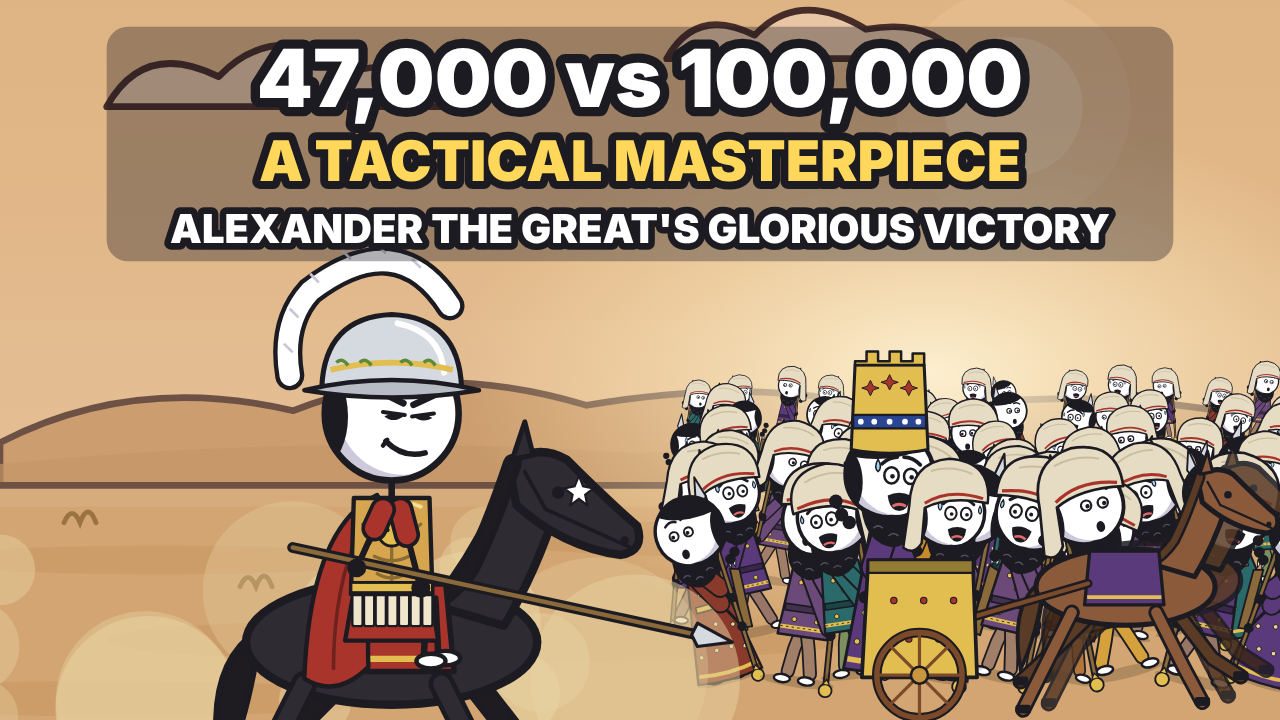 47,000 vs 100,000
A TACTICAL MASTERPIECE
ALEXANDER THE GREAT'S GLORIOUS VICTORY